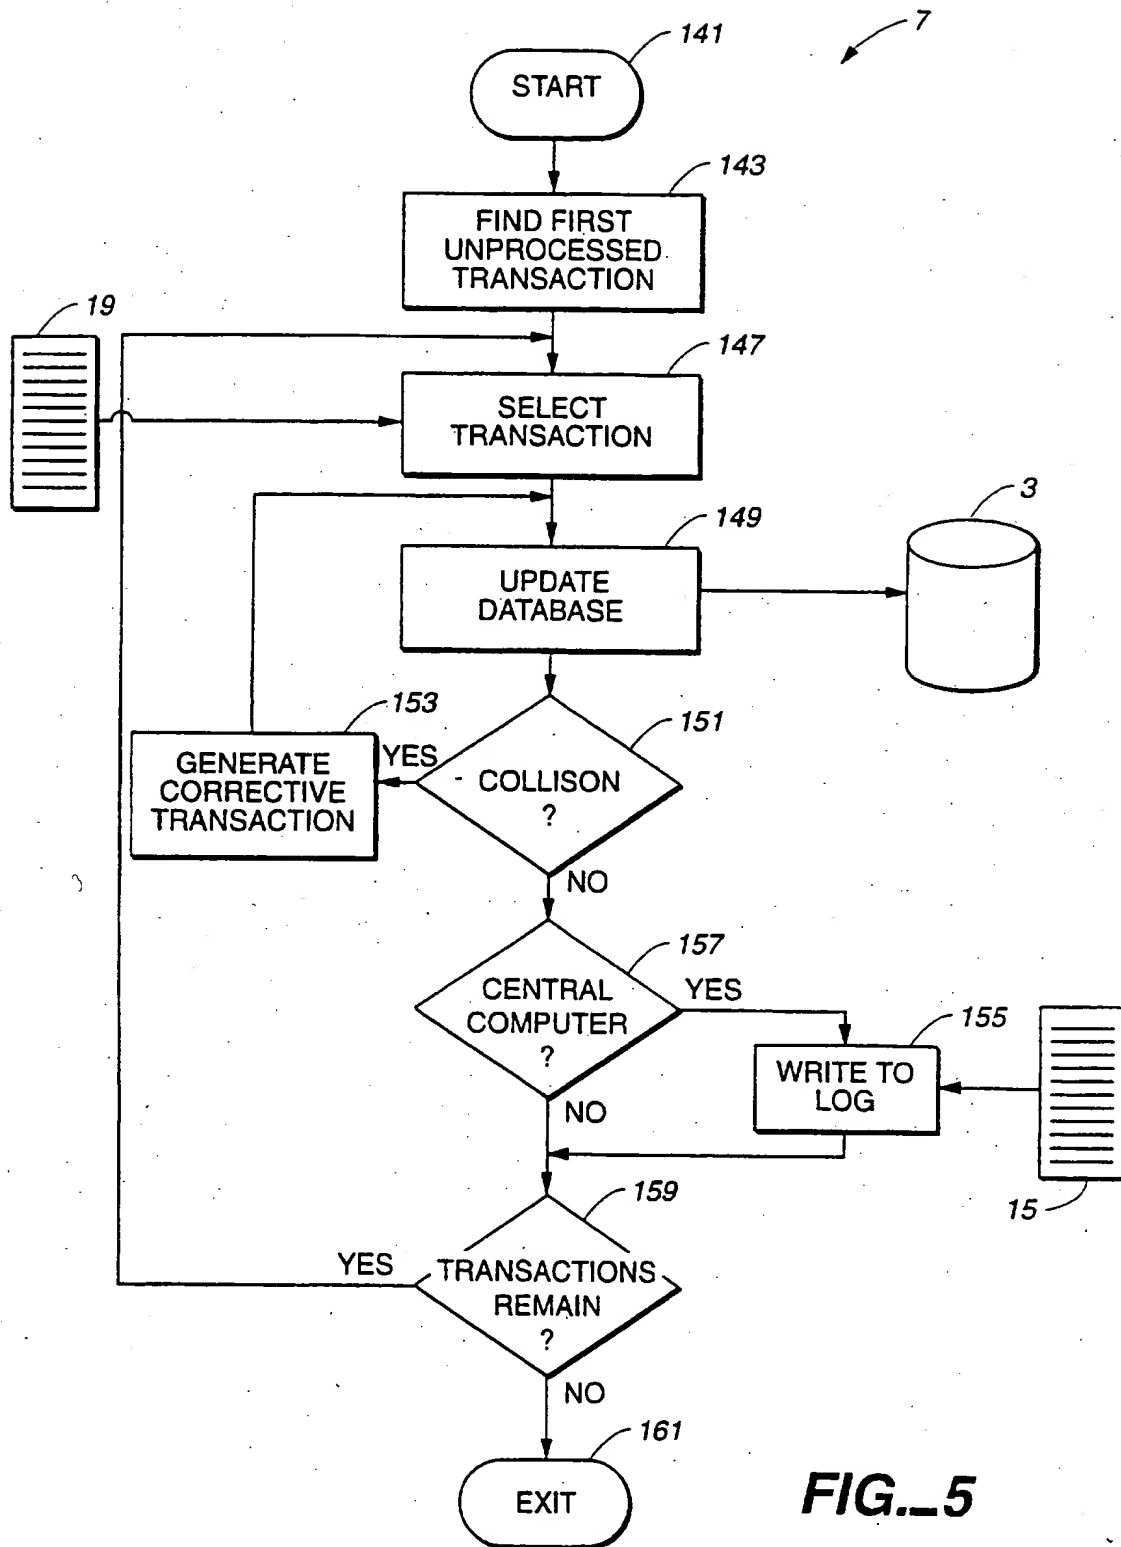 7
141
START
143
FIND FIRST
UNPROCESSED
TRANSACTION
19
147
SELECT
TRANSACTION
3
149
UPDATE
DATABASE
153
GENERATE
CORRECTIVE
TRANSACTION
YES
151
COLLISON
?
NO
157
CENTRAL
COMPUTER
?
YES
155
WRITE TO
LOG
15
NO
159
TRANSACTIONS
REMAIN
?
YES
NO
161
EXIT
FIG._5